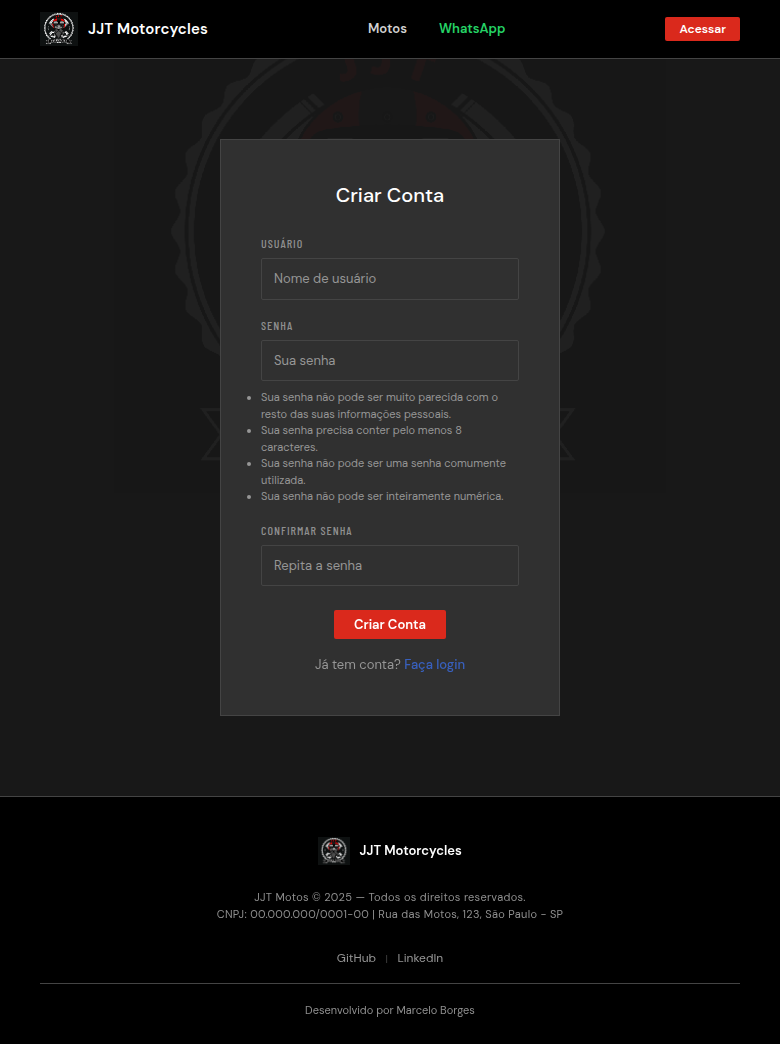 JJT Motorcycles
Motos
WhatsApp
Acessar
JJT
Criar Conta
USUÁRIO
Nome de usuário
SENHA
Sua senha
Sua senha não pode ser muito parecida com o
resto das suas informações pessoais.
Sua senha precisa conter pelo menos 8
caracteres.
Sua senha não pode ser uma senha comumente
utilizada.
Sua senha não pode ser inteiramente numérica.
CONFIRMAR SENHA
Repita a senha
Criar Conta
Já tem conta? Faça login
JJT Motorcycles
JJT Motos © 2025 — Todos os direitos reservados.
CNPJ: 00.000.000/0001-00 | Rua das Motos, 123, São Paulo - SP
GitHub | LinkedIn
Desenvolvido por Marcelo Borges